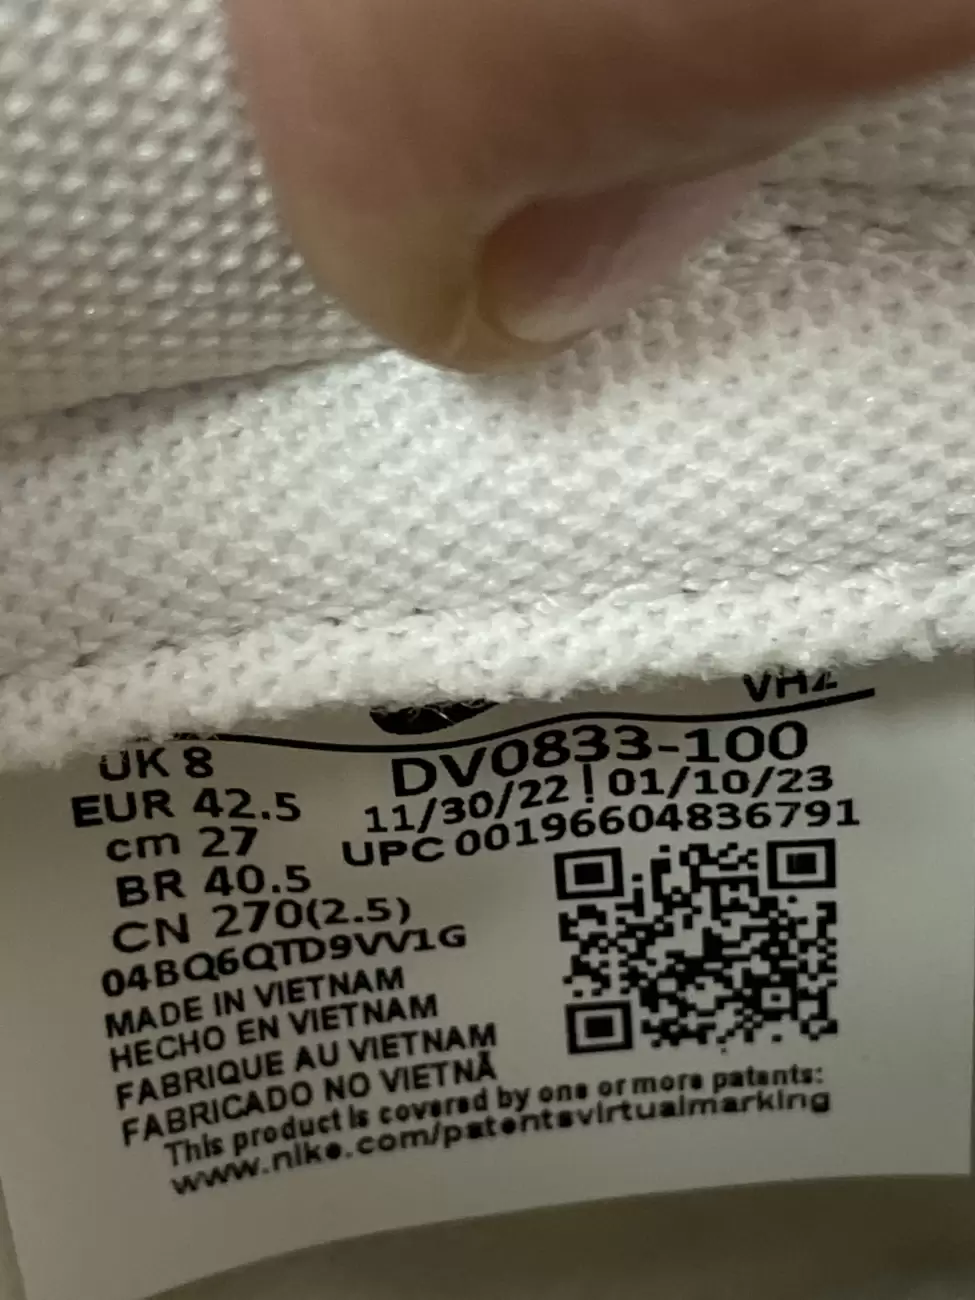 VHZ
UK 8
DV0833-100
EUR 42.5
11/30/22 | 01/10/23
cm 27
UPC 00196604836791
BR 40.5
CN 270(2.5)
04BQ6QTD9VV1G
MADE IN VIETNAM
HECHO EN VIETNAM
FABRIQUE AU VIETNAM
FABRICADO NO VIETNÃ
This product is covered by one or more patents:
www.nike.com/patentsvirtualmarking